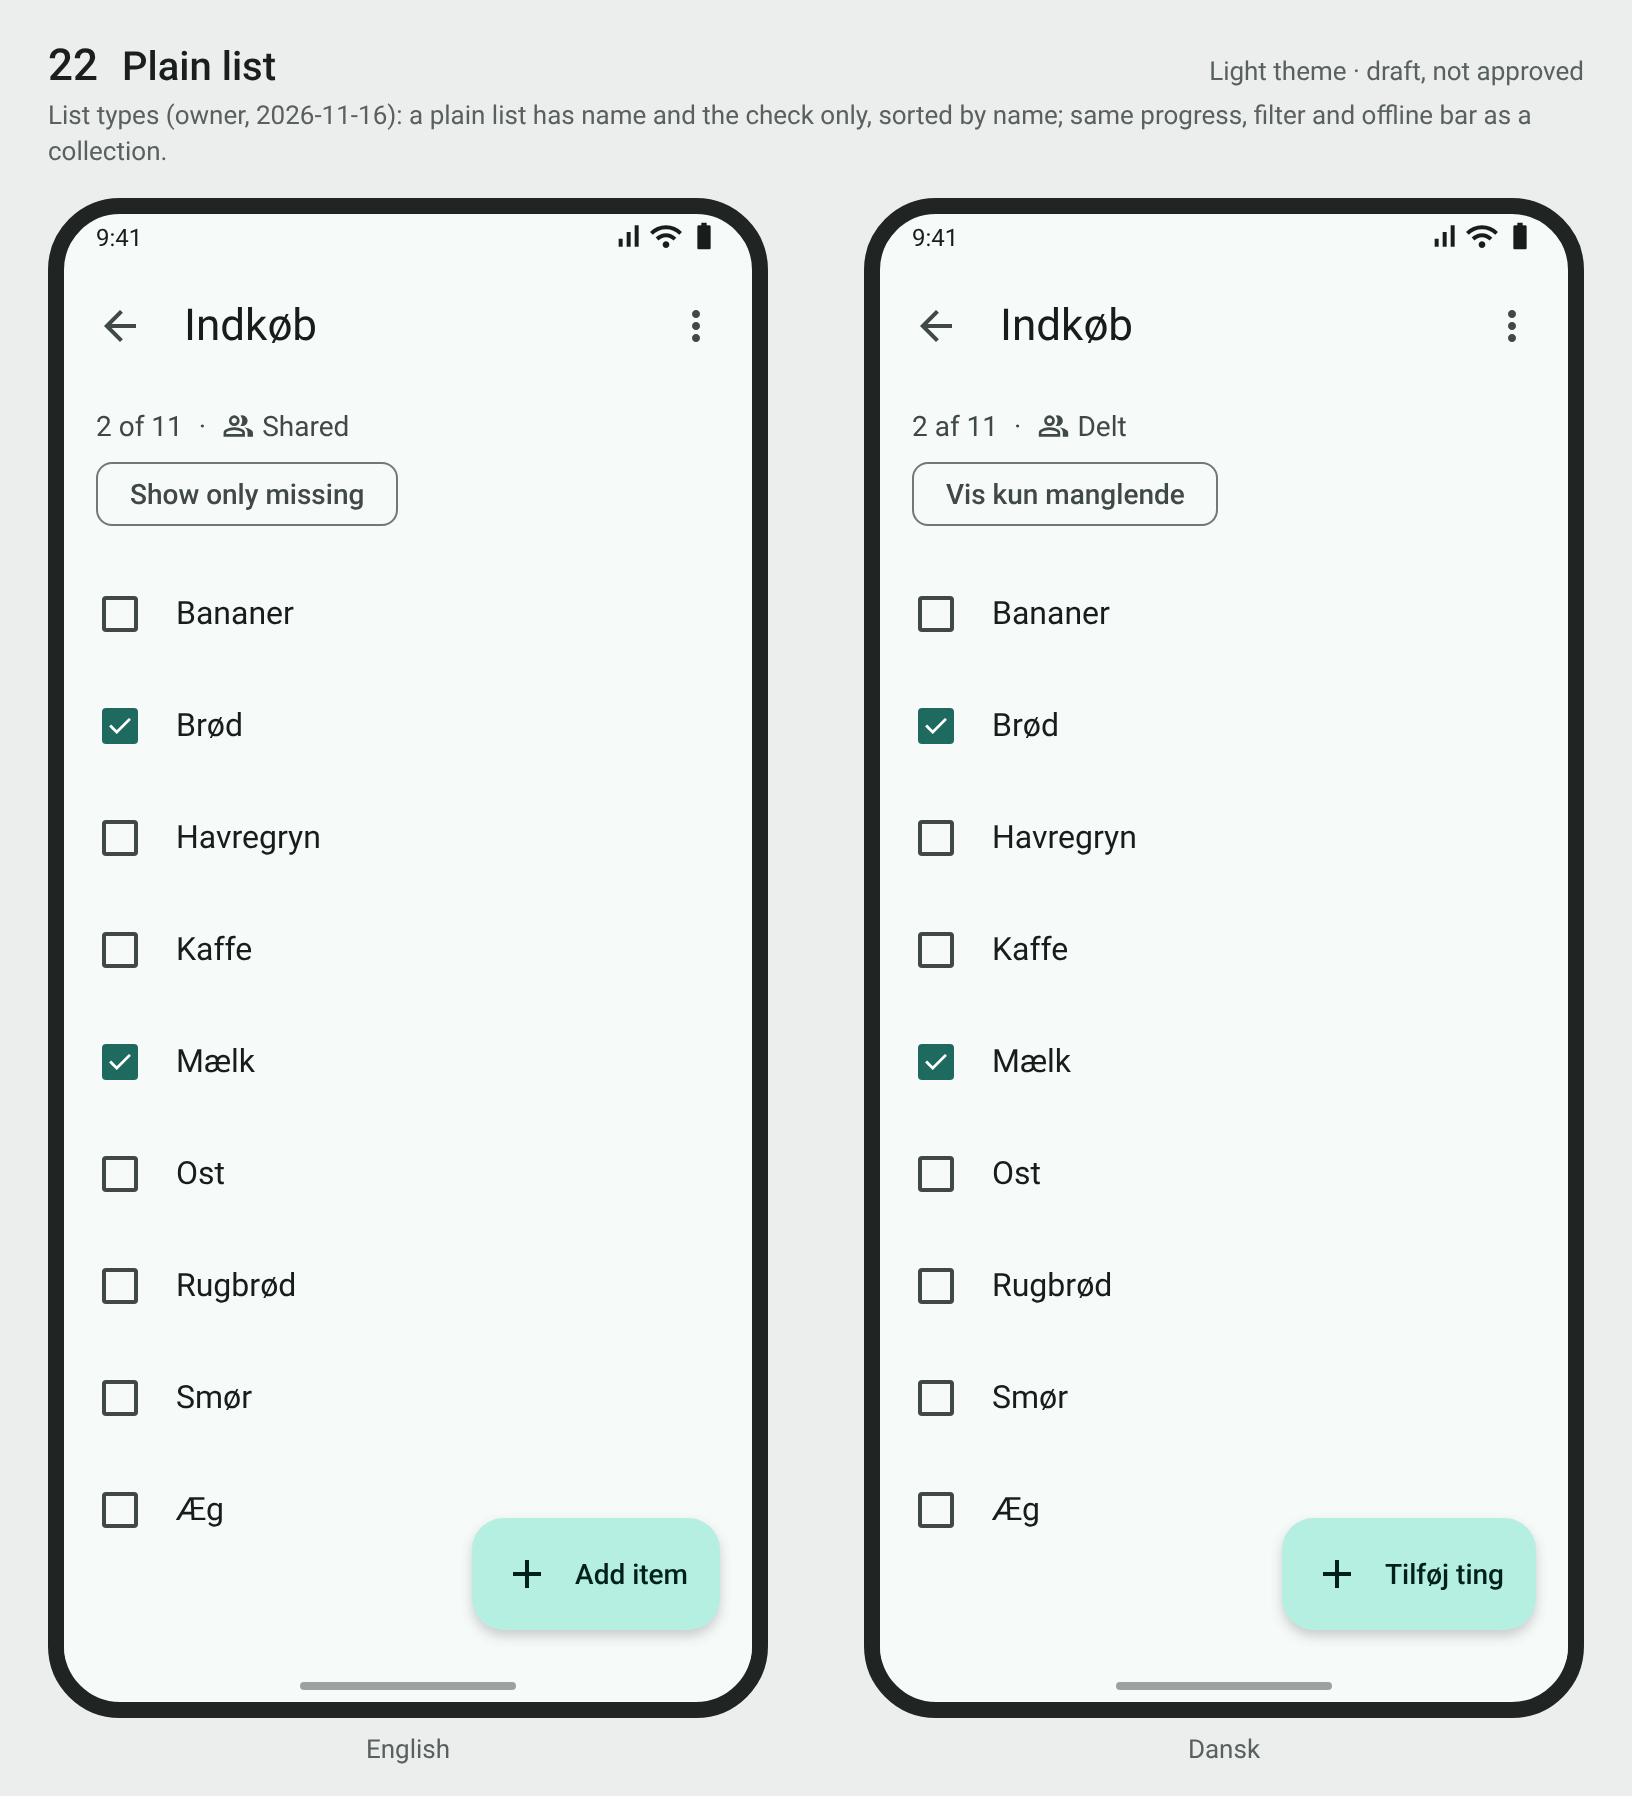 22 Plain list
Light theme · draft, not approved
List types (owner, 2026-11-16): a plain list has name and the check only, sorted by name; same progress, filter and offline bar as a
collection.
9:41
Indkøb
2 of 11 · Shared
Show only missing
Bananer
Brød
Havregryn
Kaffe
Mælk
Ost
Rugbrød
Smør
Æg
Add item
English
9:41
Indkøb
2 af 11 · Delt
Vis kun manglende
Bananer
Brød
Havregryn
Kaffe
Mælk
Ost
Rugbrød
Smør
Æg
Tilføj ting
Dansk